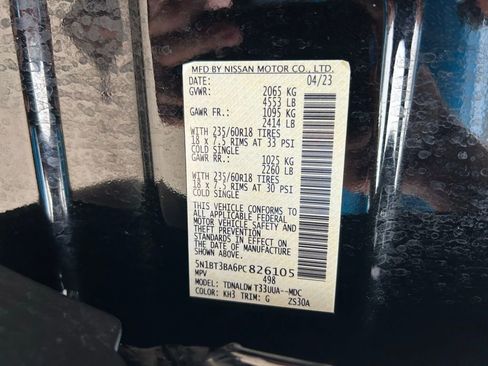 MFD BY NISSAN MOTOR CO., LTD.
DATE: 04/23
GVWR: 2065 KG
4553 LB
GAWR FR.: 1095 KG
2414 LB
WITH 235/60R18 TIRES
18 x 7.5 RIMS AT 33 PSI
COLD SINGLE
GAWR RR.: 1025 KG
2260 LB
WITH 235/60R18 TIRES
18 x 7.5 RIMS AT 30 PSI
COLD SINGLE
THIS VEHICLE CONFORMS TO
ALL APPLICABLE FEDERAL
MOTOR VEHICLE SAFETY AND
THEFT PREVENTION
STANDARDS IN EFFECT ON
THE DATE OF MANUFACTURE
SHOWN ABOVE.
5N1BT3BA6PC826105
MPV 498
MODEL: TDNALDWT33UUA--MDC
COLOR: KH3 TRIM: G ZS30A